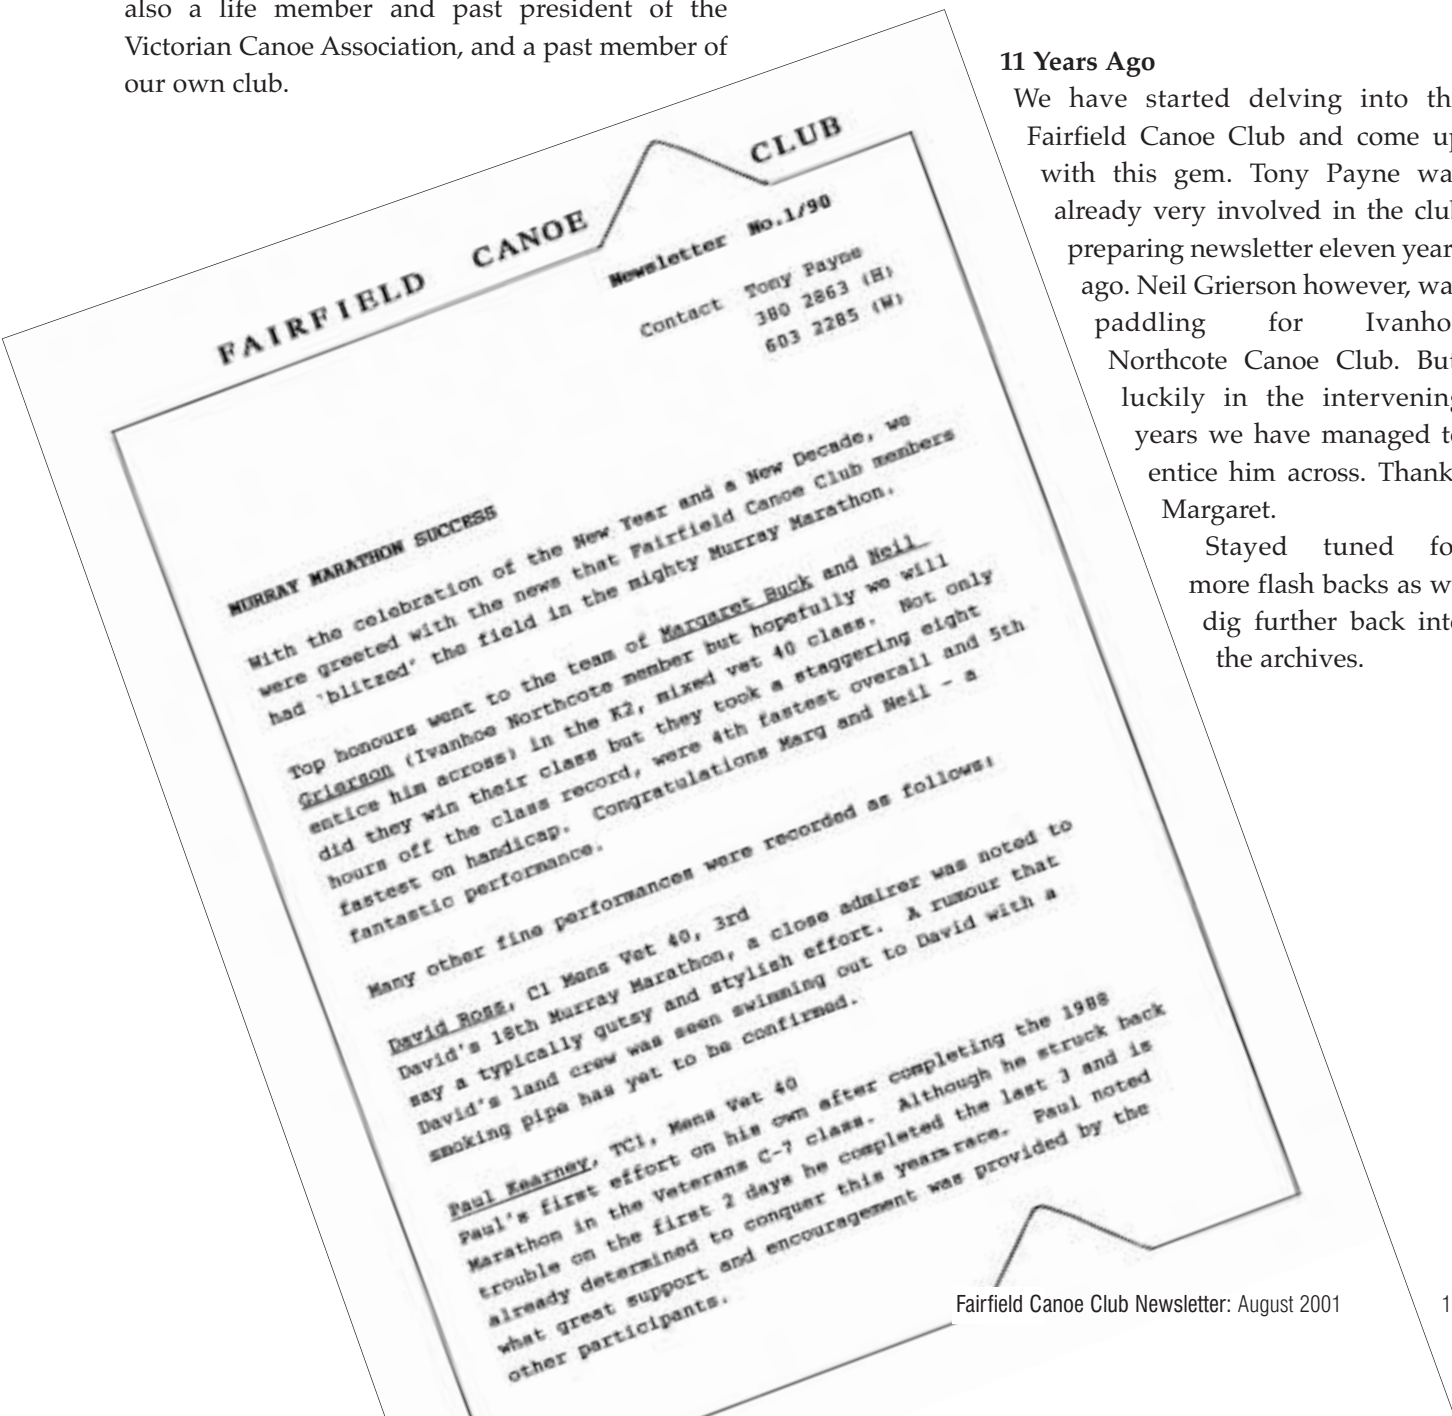 also a life member and past president of the
Victorian Canoe Association, and a past member of
our own club.
FAIRFIELD CANOE CLUB
Newsletter No.1/90
Contact Tony Payne
380 2863 (H)
603 2285 (W)
MURRAY MARATHON SUCCESS
With the celebration of the New Year and a New Decade, we
were greeted with the news that Fairfield Canoe Club members
had 'blitzed' the field in the mighty Murray Marathon.
Top honours went to the team of Margaret Buck and Neil
Grierson (Ivanhoe Northcote member but hopefully we will
entice him across) in the K2, mixed vet 40 class. Not only
did they win their class but they took a staggering eight
hours off the class record, were 4th fastest overall and 5th
fastest on handicap. Congratulations Marg and Neil - a
fantastic performance.
Many other fine performances were recorded as follows:
David Ross, C1 Mens Vet 40, 3rd
David's 18th Murray Marathon, a close admirer was noted to
say a typically gutsy and stylish effort. A rumour that
David's land crew was seen swimming out to David with a
smoking pipe has yet to be confirmed.
Paul Kearney, TC1, Mens Vet 40
Paul's first effort on his own after completing the 1988
Marathon in the Veterans C-7 class. Although he struck back
trouble on the first 2 days he completed the last 3 and is
already determined to conquer this years race. Paul noted
what great support and encouragement was provided by the
other participants.
11 Years Ago
We have started delving into th
Fairfield Canoe Club and come up
with this gem. Tony Payne wa
already very involved in the club
preparing newsletter eleven year
ago. Neil Grierson however, wa
paddling for Ivanho
Northcote Canoe Club. But
luckily in the intervening
years we have managed to
entice him across. Thank
Margaret.
Stayed tuned fo
more flash backs as w
dig further back into
the archives.
Fairfield Canoe Club Newsletter: August 2001 1